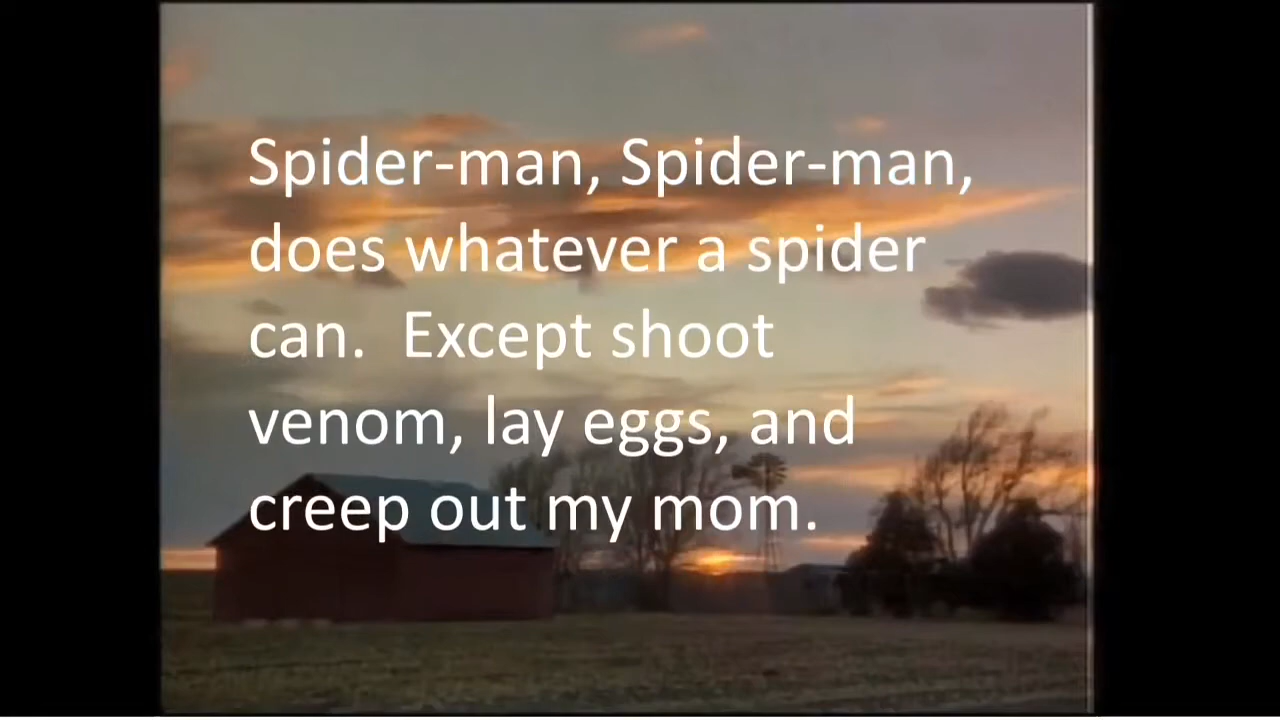 Spider-man, Spider-man,
does whatever a spider
can.  Except shoot
venom, lay eggs, and
creep out my mom.